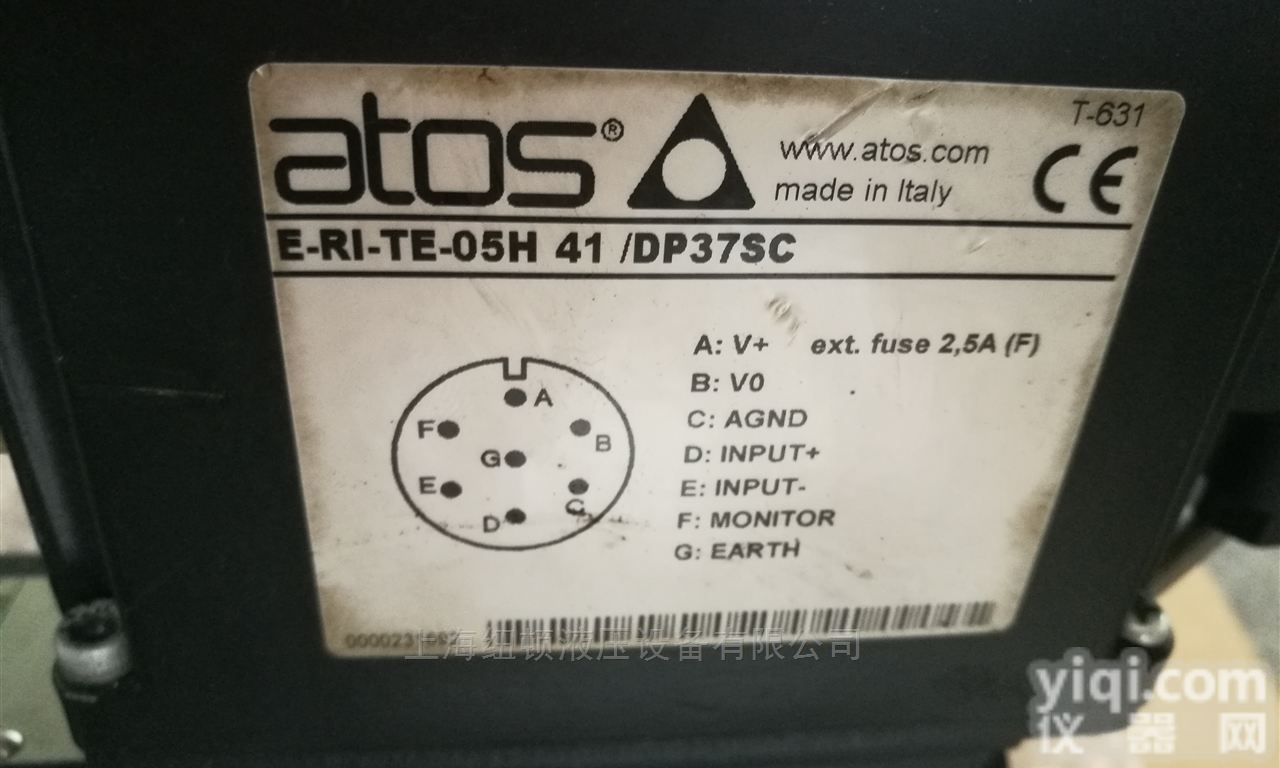 atos®
T-631
www.atos.com
made in Italy
CE
E-RI-TE-05H 41 /DP37SC
A: V+ ext. fuse 2,5A (F)
B: V0
C: AGND
D: INPUT+
E: INPUT-
F: MONITOR
G: EARTH
A
F
B
G
E
C
D
上海纽顿液压设备有限公司
yiqi.com
仪器网